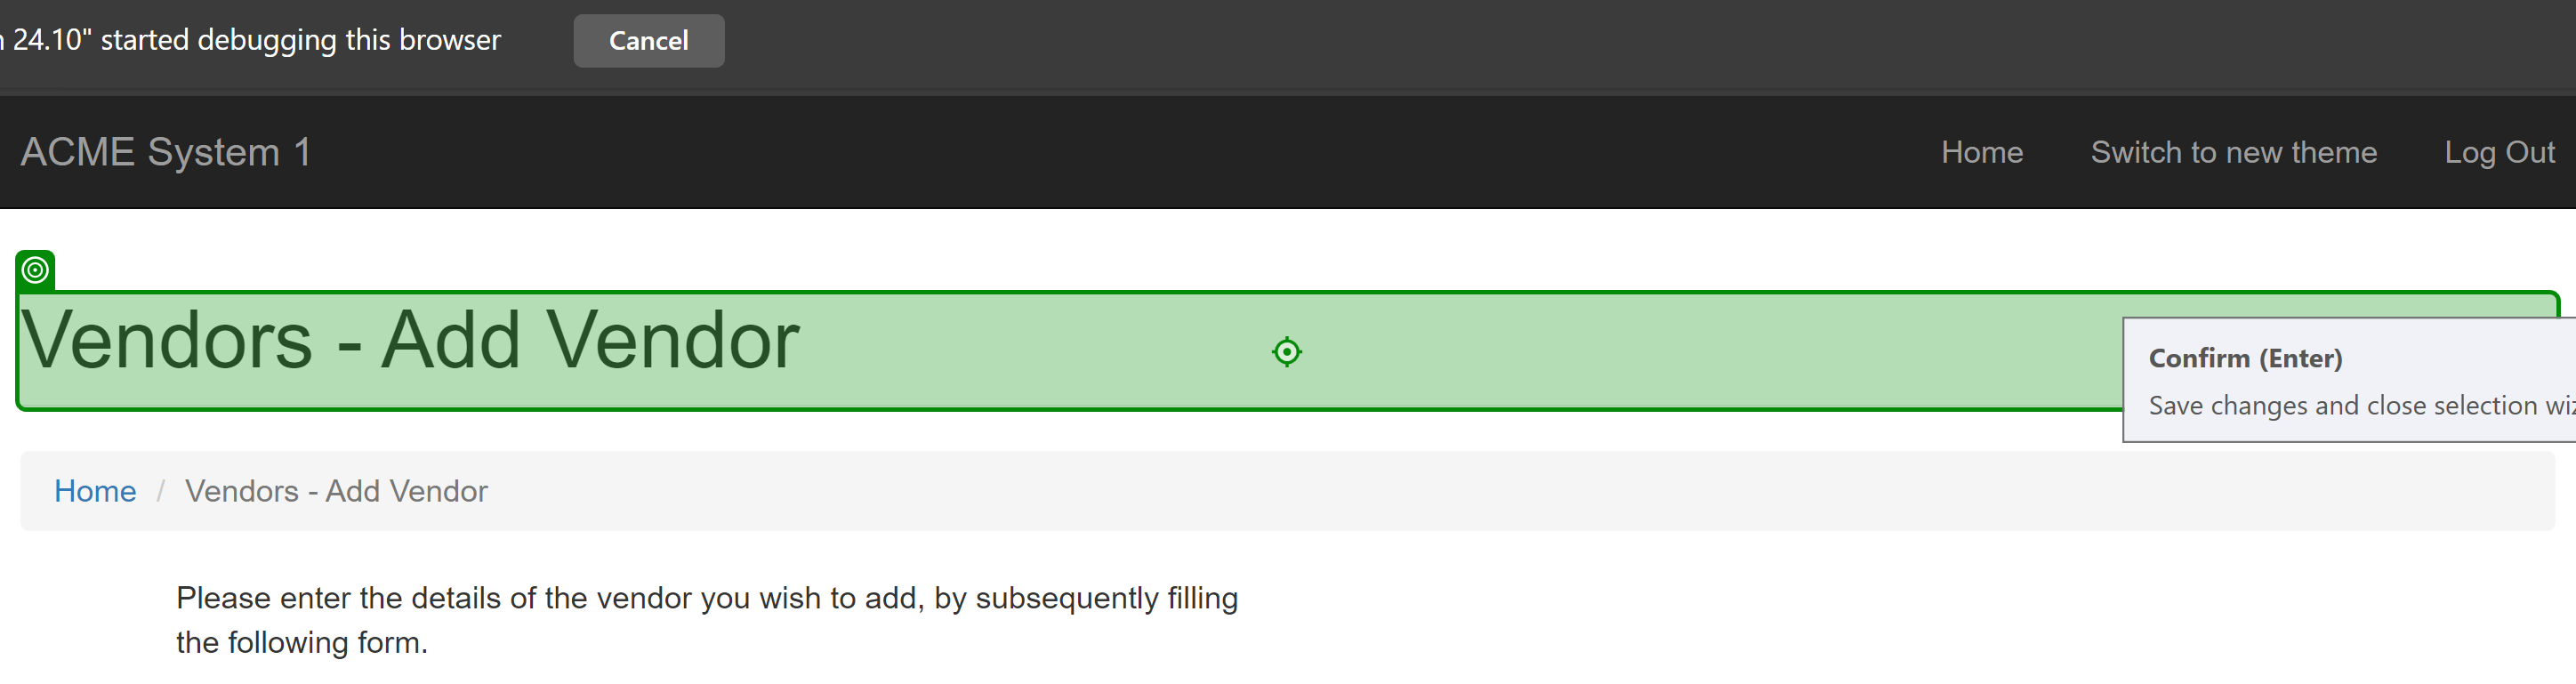 24.10" started debugging this browser Cancel
ACME System 1 Home Switch to new theme Log Out
Vendors - Add Vendor
Confirm (Enter)
Save changes and close selection
Home / Vendors - Add Vendor
Please enter the details of the vendor you wish to add, by subsequently filling
the following form.